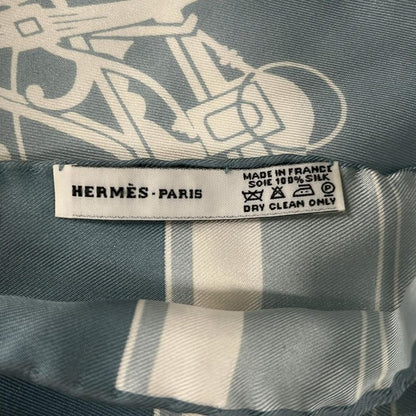 HERMÈS-PARIS
MADE IN FRANCE
SOIE 100% SILK
DRY CLEAN ONLY